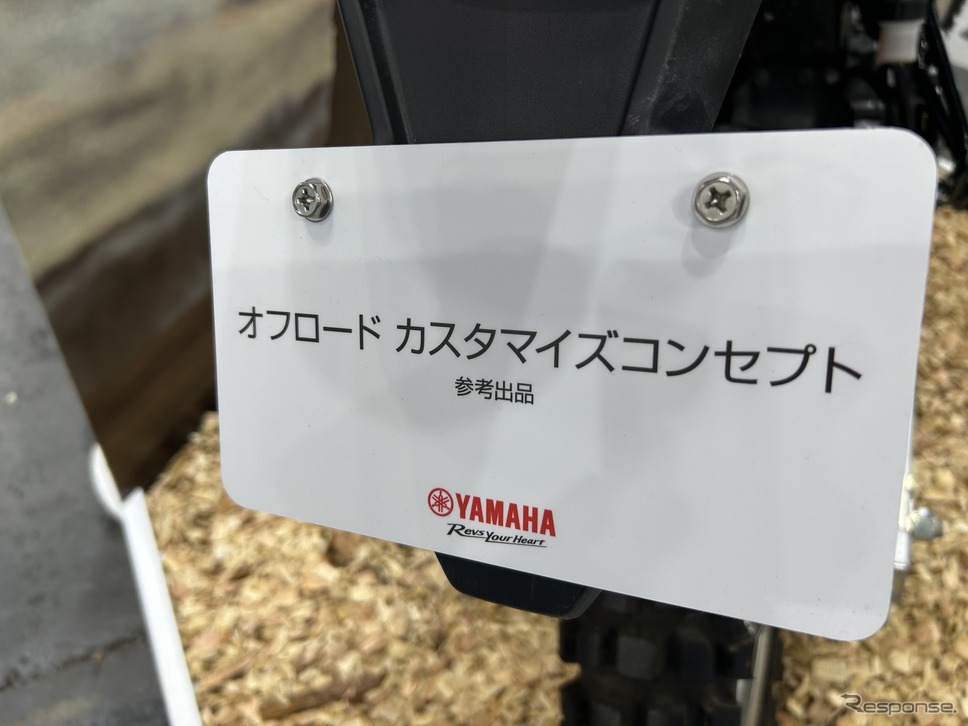 オフロード カスタマイズコンセプト
参考出品
YAMAHA
Revs Your Heart
Response.